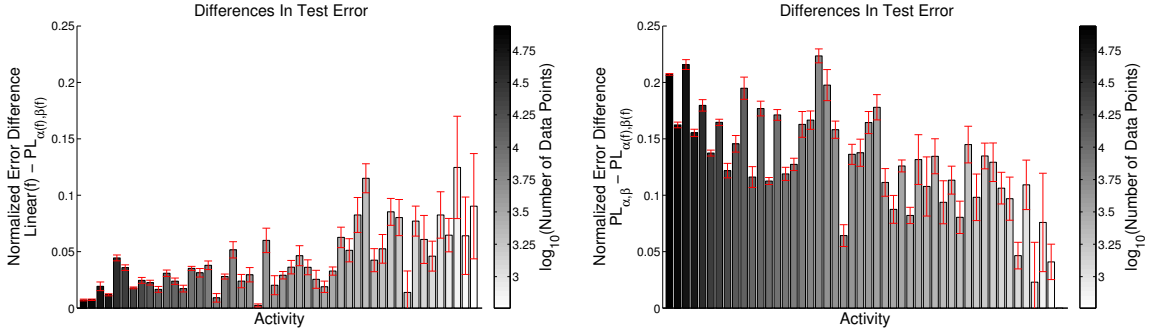 Differences In Test Error
Normalized Error Difference
Linear(f) − PL_α(f),β(f)
0.25
0.2
0.15
0.1
0.05
0
Activity
4.75
4.5
4.25
4
3.75
3.5
3.25
3
log₁₀(Number of Data Points)
Differences In Test Error
Normalized Error Difference
PL_α,β − PL_α(f),β(f)
0.25
0.2
0.15
0.1
0.05
0
Activity
4.75
4.5
4.25
4
3.75
3.5
3.25
3
log₁₀(Number of Data Points)